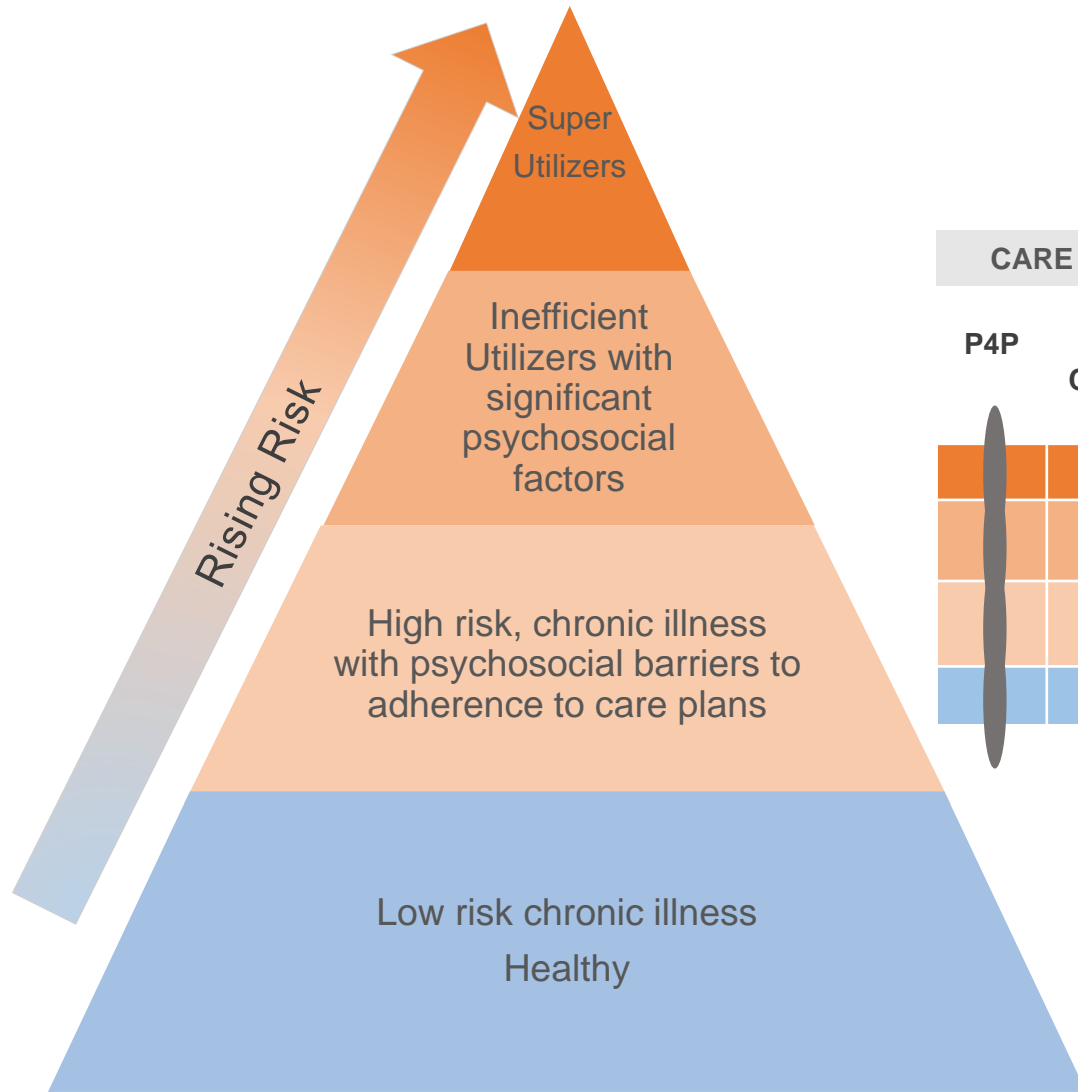 Super
Utilizers
Inefficient
Utilizers with
significant
psychosocial
factors
Rising Risk
High risk, chronic illness
with psychosocial barriers to
adherence to care plans
Low risk chronic illness
Healthy
CARE
P4P